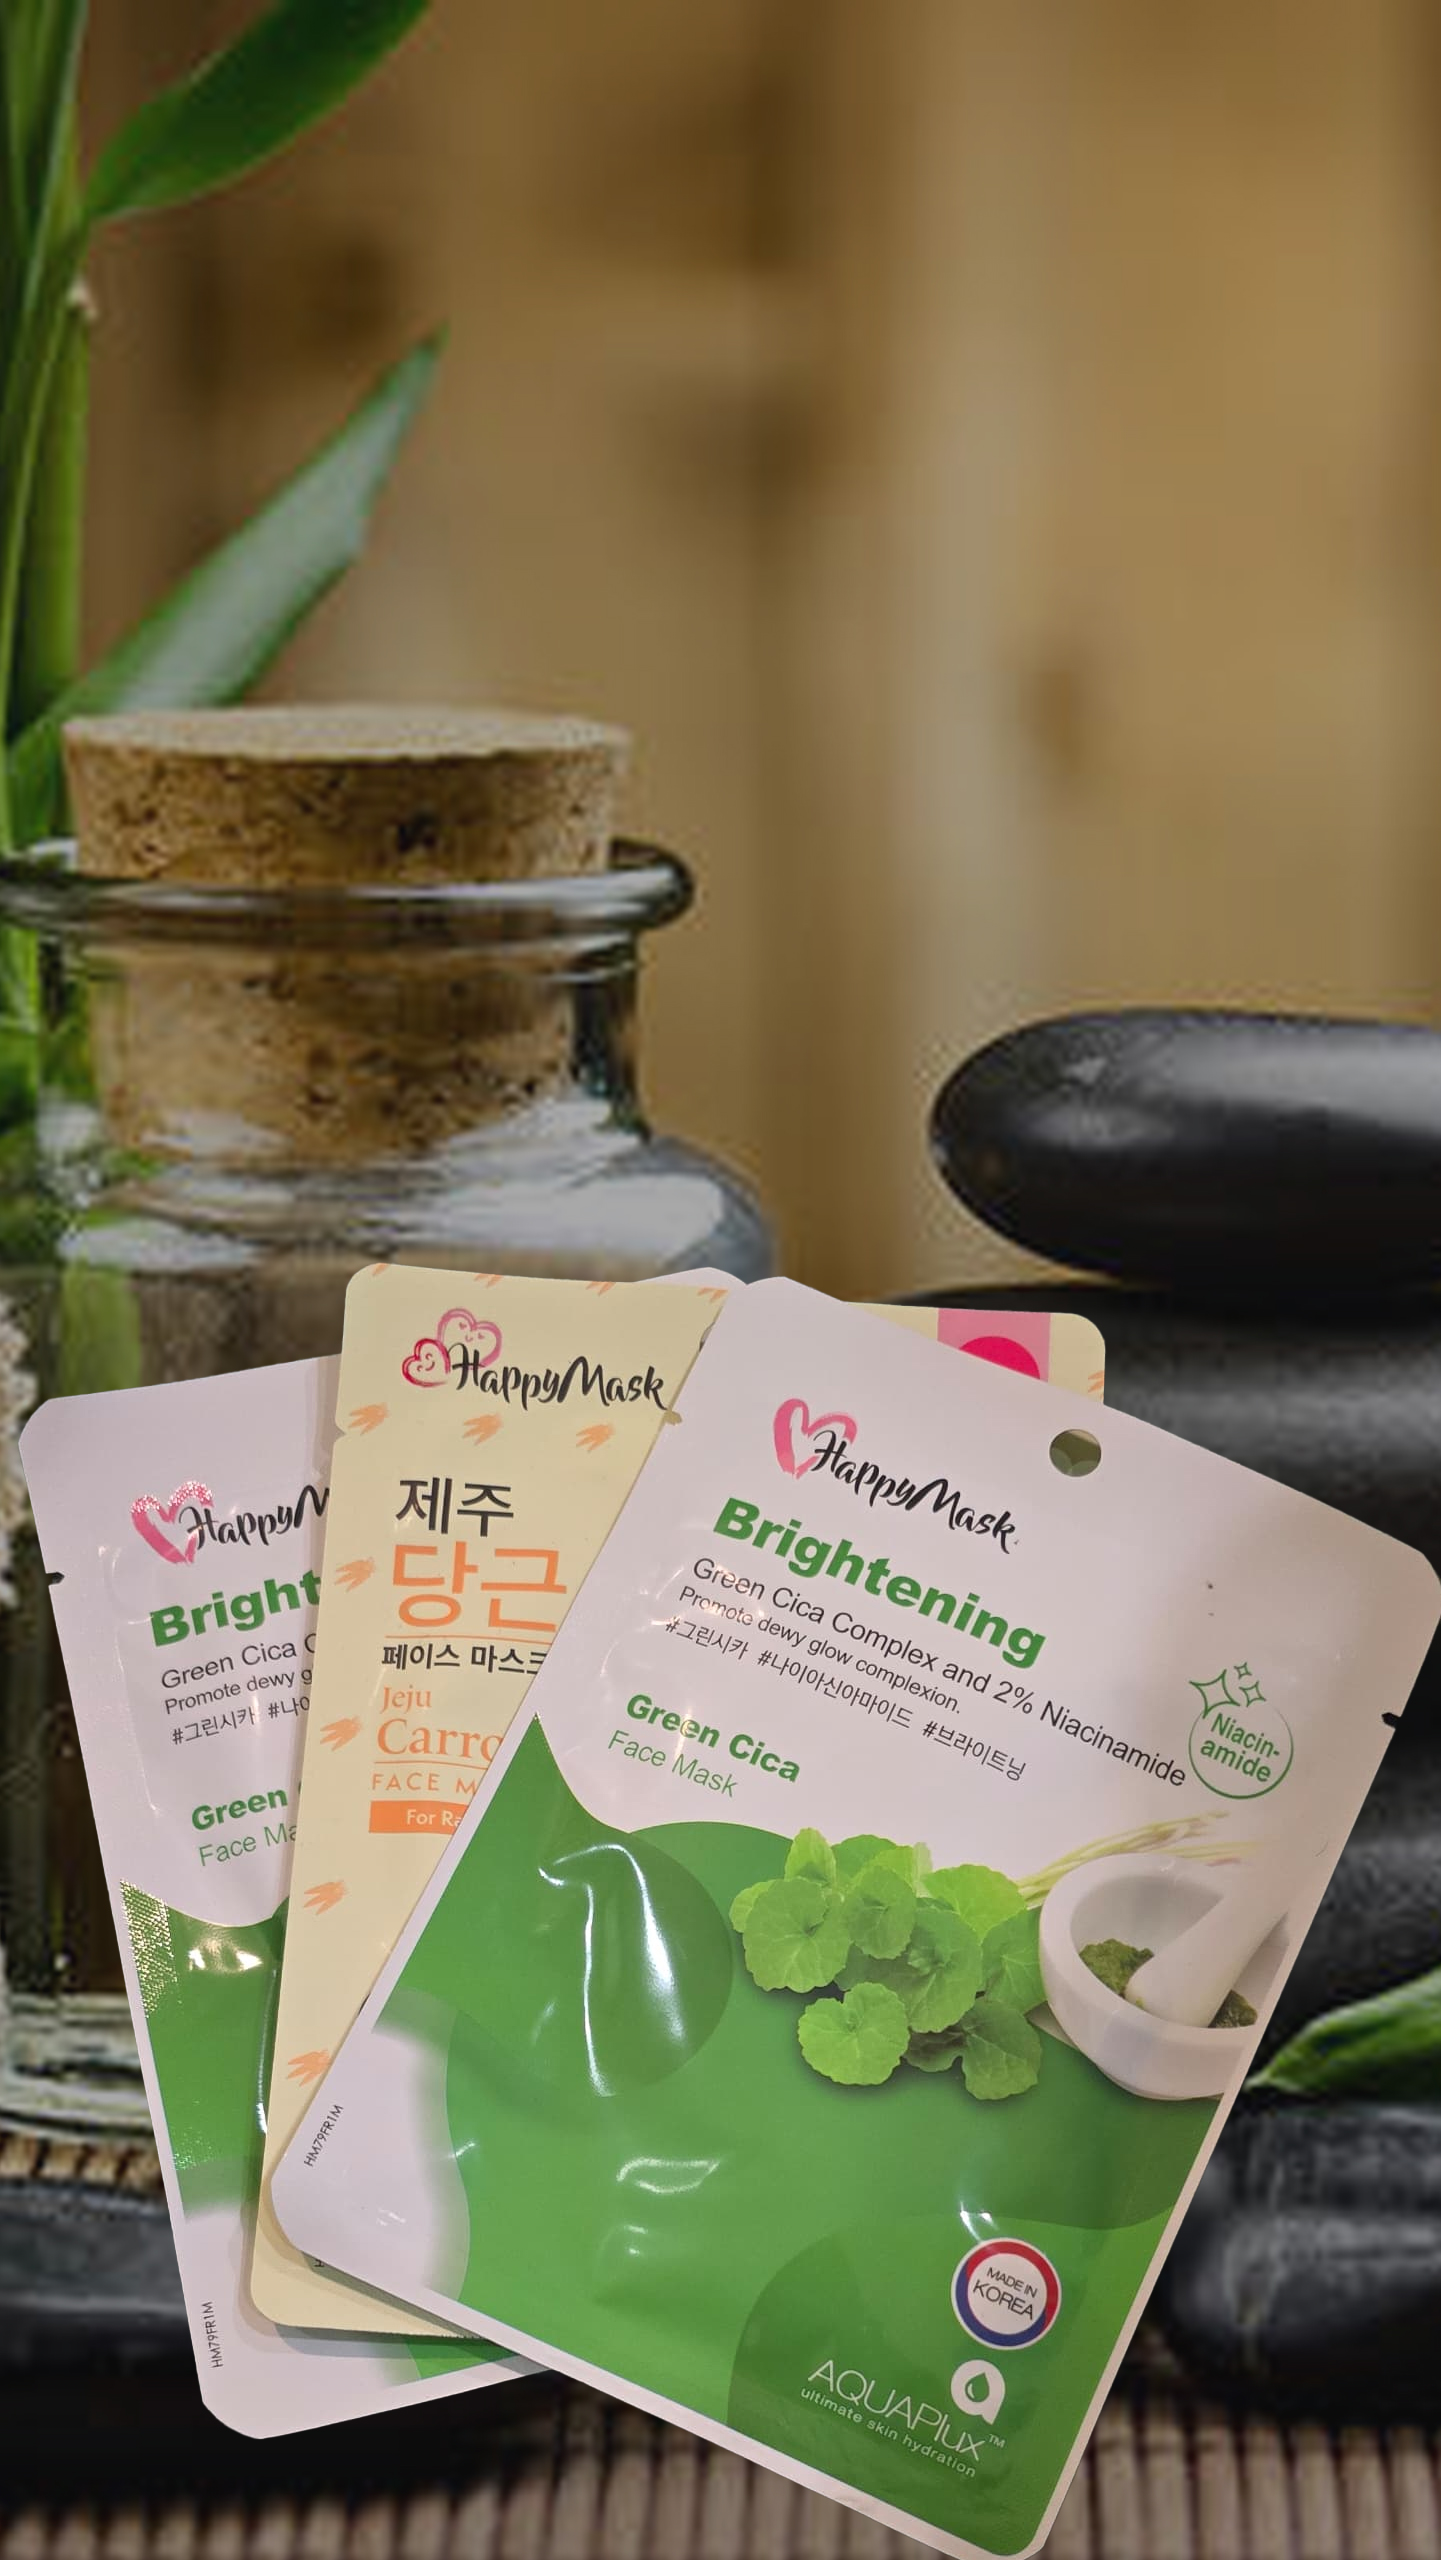 HappyM
Bright
Green Cica C
Promote dewy g
#그린시카 #나이
Green
Face Ma
HM79FR1M
HappyMask
제주
당근
페이스 마스크
Jeju
Carro
FACE M
For Ra
HappyMask
Brightening
Green Cica Complex and 2% Niacinamide
Promote dewy glow complexion.
#그린시카 #나이아신아마이드 #브라이트닝
Niacin-
amide
Green Cica
Face Mask
HM79FR1M
MADE IN
KOREA
AQUAPlux™
ultimate skin hydration